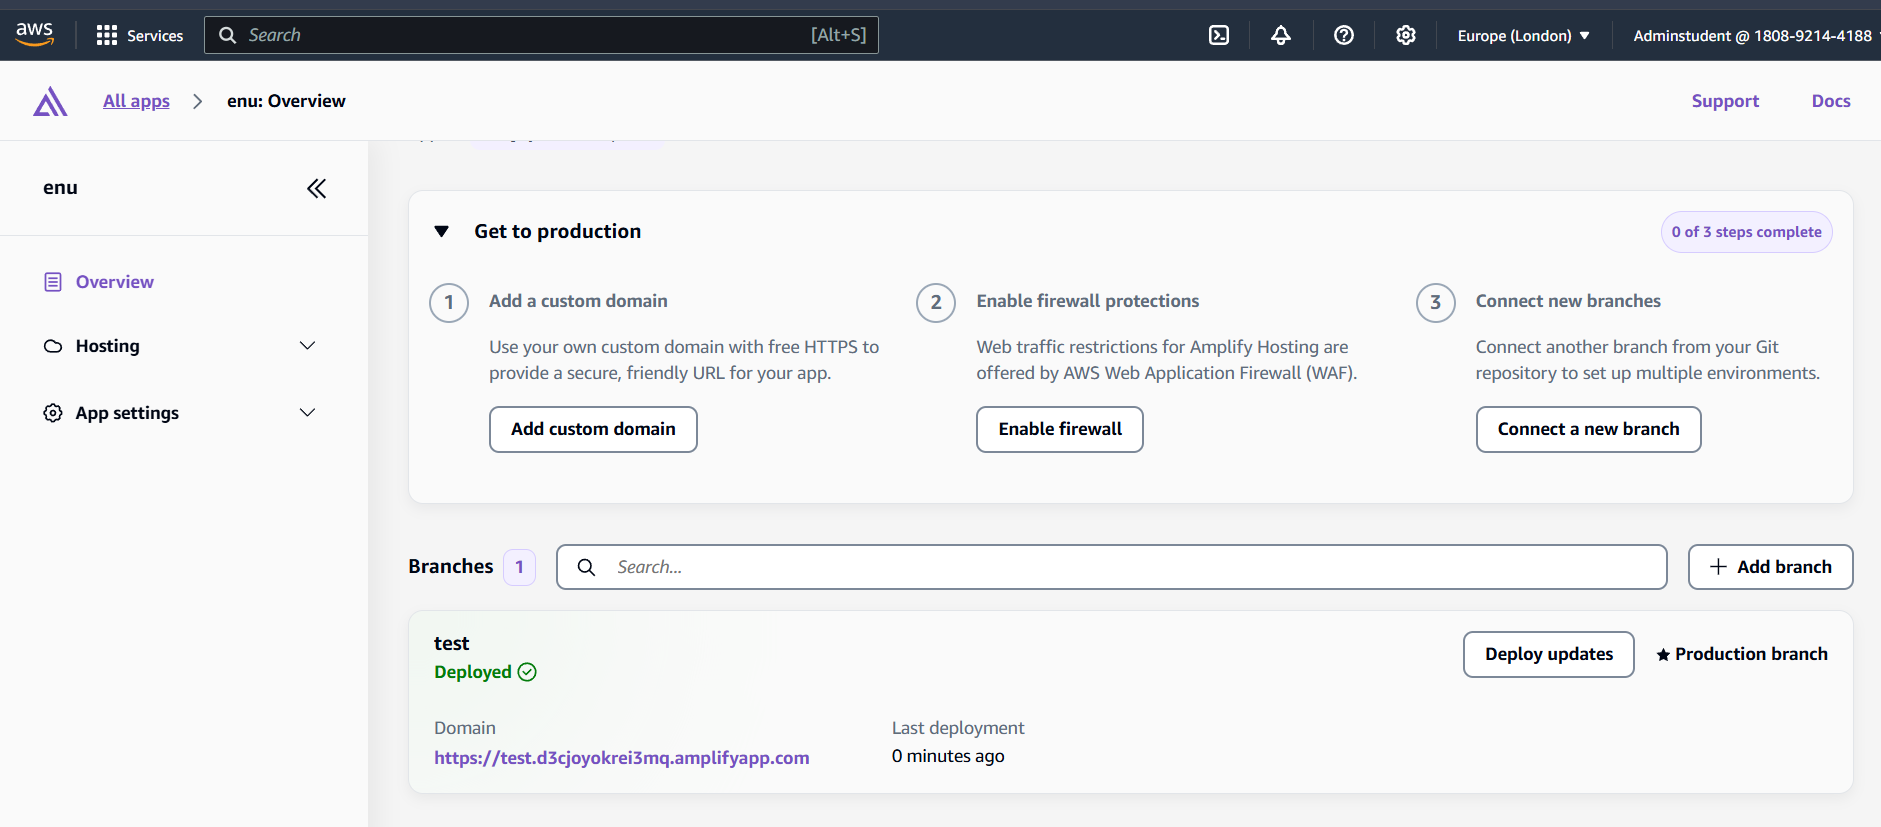 aws
Services
Search [Alt+S]
Europe (London)
Adminstudent @ 1808-9214-4188
All apps
enu: Overview
Support
Docs
enu
Overview
Hosting
App settings
Get to production
0 of 3 steps complete
1
Add a custom domain
Use your own custom domain with free HTTPS to
provide a secure, friendly URL for your app.
Add custom domain
2
Enable firewall protections
Web traffic restrictions for Amplify Hosting are
offered by AWS Web Application Firewall (WAF).
Enable firewall
3
Connect new branches
Connect another branch from your Git
repository to set up multiple environments.
Connect a new branch
Branches 1
Search...
Add branch
test
Deployed
Deploy updates
Production branch
Domain
https://test.d3cjoyokrei3mq.amplifyapp.com
Last deployment
0 minutes ago